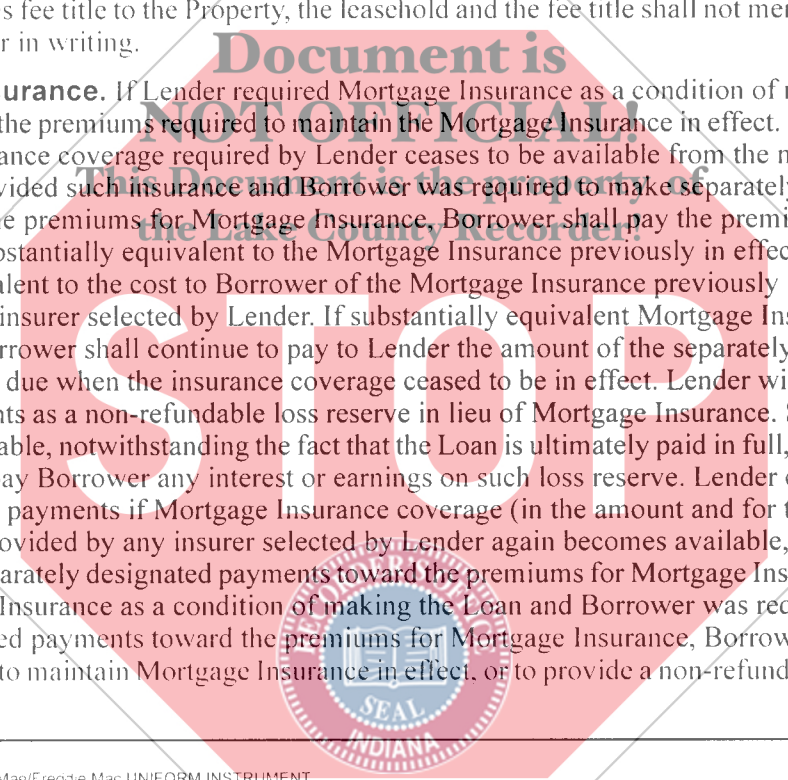 s fee title to the Property, the leasehold and the fee title shall not mer
r in writing.
Document is
urance. If Lender required Mortgage Insurance as a condition of
the premiums required to maintain the Mortgage Insurance in effect.
NOT OFFICIAL!
ance coverage required by Lender ceases to be available from the
vided such insurance and Borrower was required to make separately
This Document is the property of
e premiums for Mortgage Insurance, Borrower shall pay the premi
the Lake County Recorder!
bstantially equivalent to the Mortgage Insurance previously in effec
alent to the cost to Borrower of the Mortgage Insurance previously
insurer selected by Lender. If substantially equivalent Mortgage Ins
STOP
rrower shall continue to pay to Lender the amount of the separately
due when the insurance coverage ceased to be in effect. Lender wi
nts as a non-refundable loss reserve in lieu of Mortgage Insurance.
able, notwithstanding the fact that the Loan is ultimately paid in full,
ay Borrower any interest or earnings on such loss reserve. Lender
payments if Mortgage Insurance coverage (in the amount and for t
ovided by any insurer selected by Lender again becomes available,
arately designated payments toward the premiums for Mortgage Ins
Insurance as a condition of making the Loan and Borrower was req
ed payments toward the premiums for Mortgage Insurance, Borrow
to maintain Mortgage Insurance in effect, or to provide a non-refund
SEAL
INDIANA
Mae/Freddie Mac UNIFORM INSTRUMENT